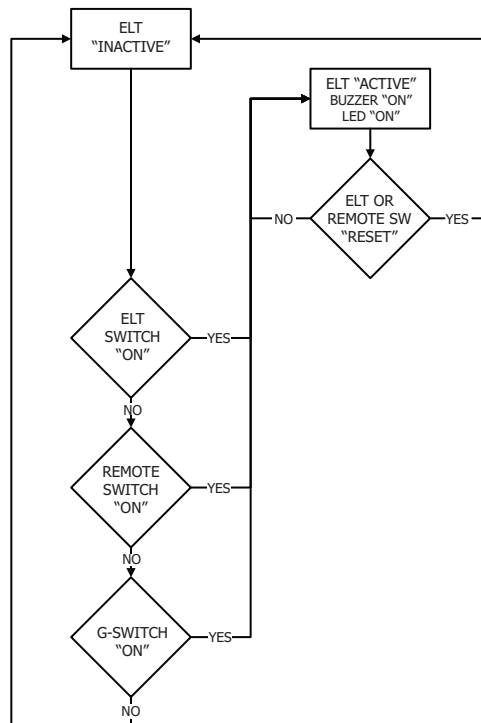 ELT
“INACTIVE”
ELT “ACTIVE”
BUZZER “ON”
LED “ON”
ELT OR
REMOTE SW
“RESET”
NO
YES
ELT
SWITCH
“ON”
YES
NO
REMOTE
SWITCH
“ON”
YES
NO
G-SWITCH
“ON”
YES
NO